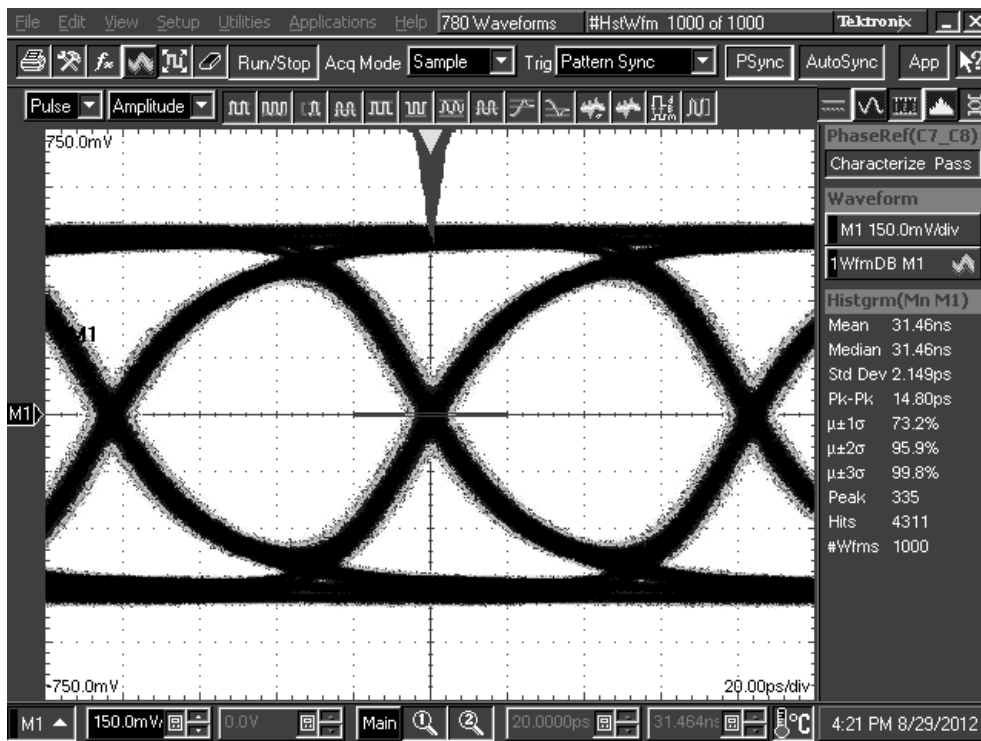 File Edit View Setup Utilities Applications Help 780 Waveforms #HstWfm 1000 of 1000 Tektronix
Run/Stop Acq Mode Sample Trig Pattern Sync PSync AutoSync App
Pulse Amplitude
750.0mV
PhaseRef(C7_C8)
Characterize Pass
Waveform
M1 150.0mV/div
1 WfmDB M1
Histgrm(Mn M1)
Mean 31.46ns
Median 31.46ns
Std Dev 2.149ps
Pk-Pk 14.80ps
µ±1σ 73.2%
µ±2σ 95.9%
µ±3σ 99.8%
Peak 335
Hits 4311
#Wfms 1000
M1
M1
-750.0mV
20.00ps/div
M1 150.0mV/ 0.0V Main 1 2 20.0000ps 31.464ns °C 4:21 PM 8/29/2012